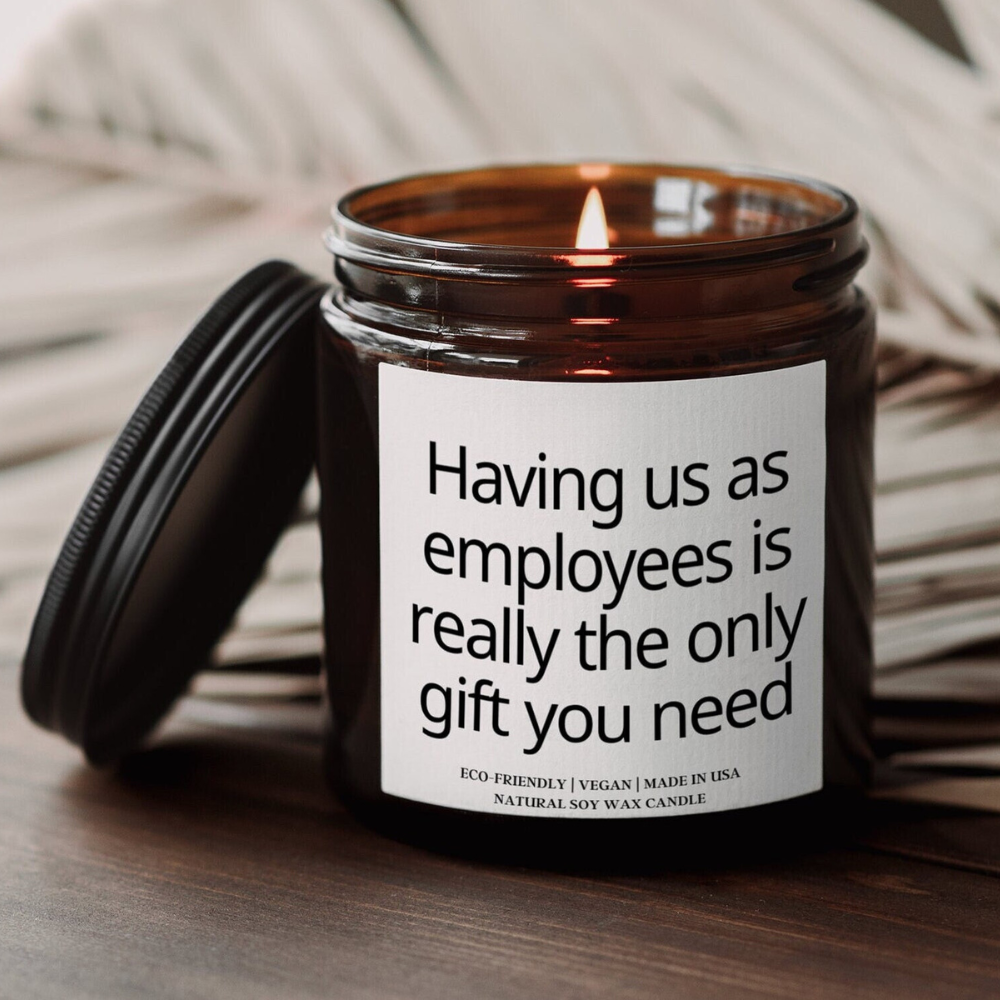 Having us as
employees is
really the only
gift you need
ECO-FRIENDLY | VEGAN | MADE IN USA
NATURAL SOY WAX CANDLE